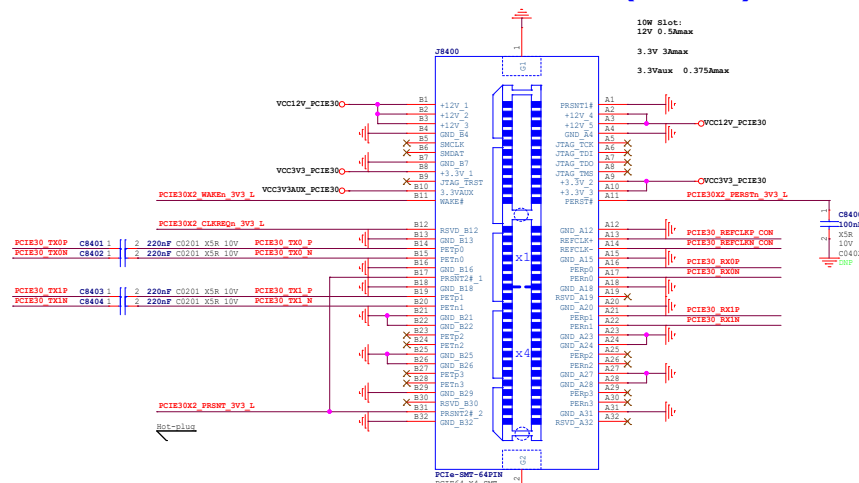 10W Slot:
12V 0.5Amax
3.3V 3Amax
3.3Vaux 0.375Amax
J8400
1
G1
VCC12V_PCIE30
B1 +12V_1
B2 +12V_2
B3 +12V_3
B4 GND_B4
B5 SMCLK
B6 SMDAT
B7 GND_B7
VCC3V3_PCIE30
B8 +3.3V_1
B9 JTAG_TRST
VCC3V3AUX_PCIE30
B10 3.3VAUX
PCIE30X2_WAKEn_3V3_L
B11 WAKE#
PCIE30X2_CLKREQn_3V3_L
B12 RSVD_B12
B13 GND_B13
PCIE30_TX0P C8401 1 2 220nF C0201 X5R 10V PCIE30_TX0_P
B14 PETp0
PCIE30_TX0N C8402 1 2 220nF C0201 X5R 10V PCIE30_TX0_N
B15 PETn0
B16 GND_B16
B17 PRSNT2#_1
B18 GND_B18
PCIE30_TX1P C8403 1 2 220nF C0201 X5R 10V PCIE30_TX1_P
B19 PETp1
PCIE30_TX1N C8404 1 2 220nF C0201 X5R 10V PCIE30_TX1_N
B20 PETn1
B21 GND_B21
B22 GND_B22
B23 PETp2
B24 PETn2
B25 GND_B25
B26 GND_B26
B27 PETp3
B28 PETn3
B29 GND_B29
B30 RSVD_B30
PCIE30X2_PRSNT_3V3_L
B31 PRSNT2#_2
B32 GND_B32
Hot-plug
x1
x4
PRSNT1# A1
+12V_4 A2
+12V_5 A3
VCC12V_PCIE30
GND_A4 A4
JTAG_TCK A5
JTAG_TDI A6
JTAG_TDO A7
JTAG_TMS A8
+3.3V_2 A9
VCC3V3_PCIE30
+3.3V_3 A10
PERST# A11
PCIE30X2_PERSTn_3V3_L
GND_A12 A12
REFCLK+ A13
PCIE30_REFCLKP_CON
REFCLK- A14
PCIE30_REFCLKN_CON
GND_A15 A15
PERp0 A16
PCIE30_RX0P
PERn0 A17
PCIE30_RX0N
GND_A18 A18
RSVD_A19 A19
GND_A20 A20
PERp1 A21
PCIE30_RX1P
PERn1 A22
PCIE30_RX1N
GND_A23 A23
GND_A24 A24
PERp2 A25
PERn2 A26
GND_A27 A27
GND_A28 A28
PERp3 A29
PERn3 A30
GND_A31 A31
RSVD_A32 A32
1
2
C8400
100nF
X5R
10V
C0402
G2
2
PCIe-SMT-64PIN